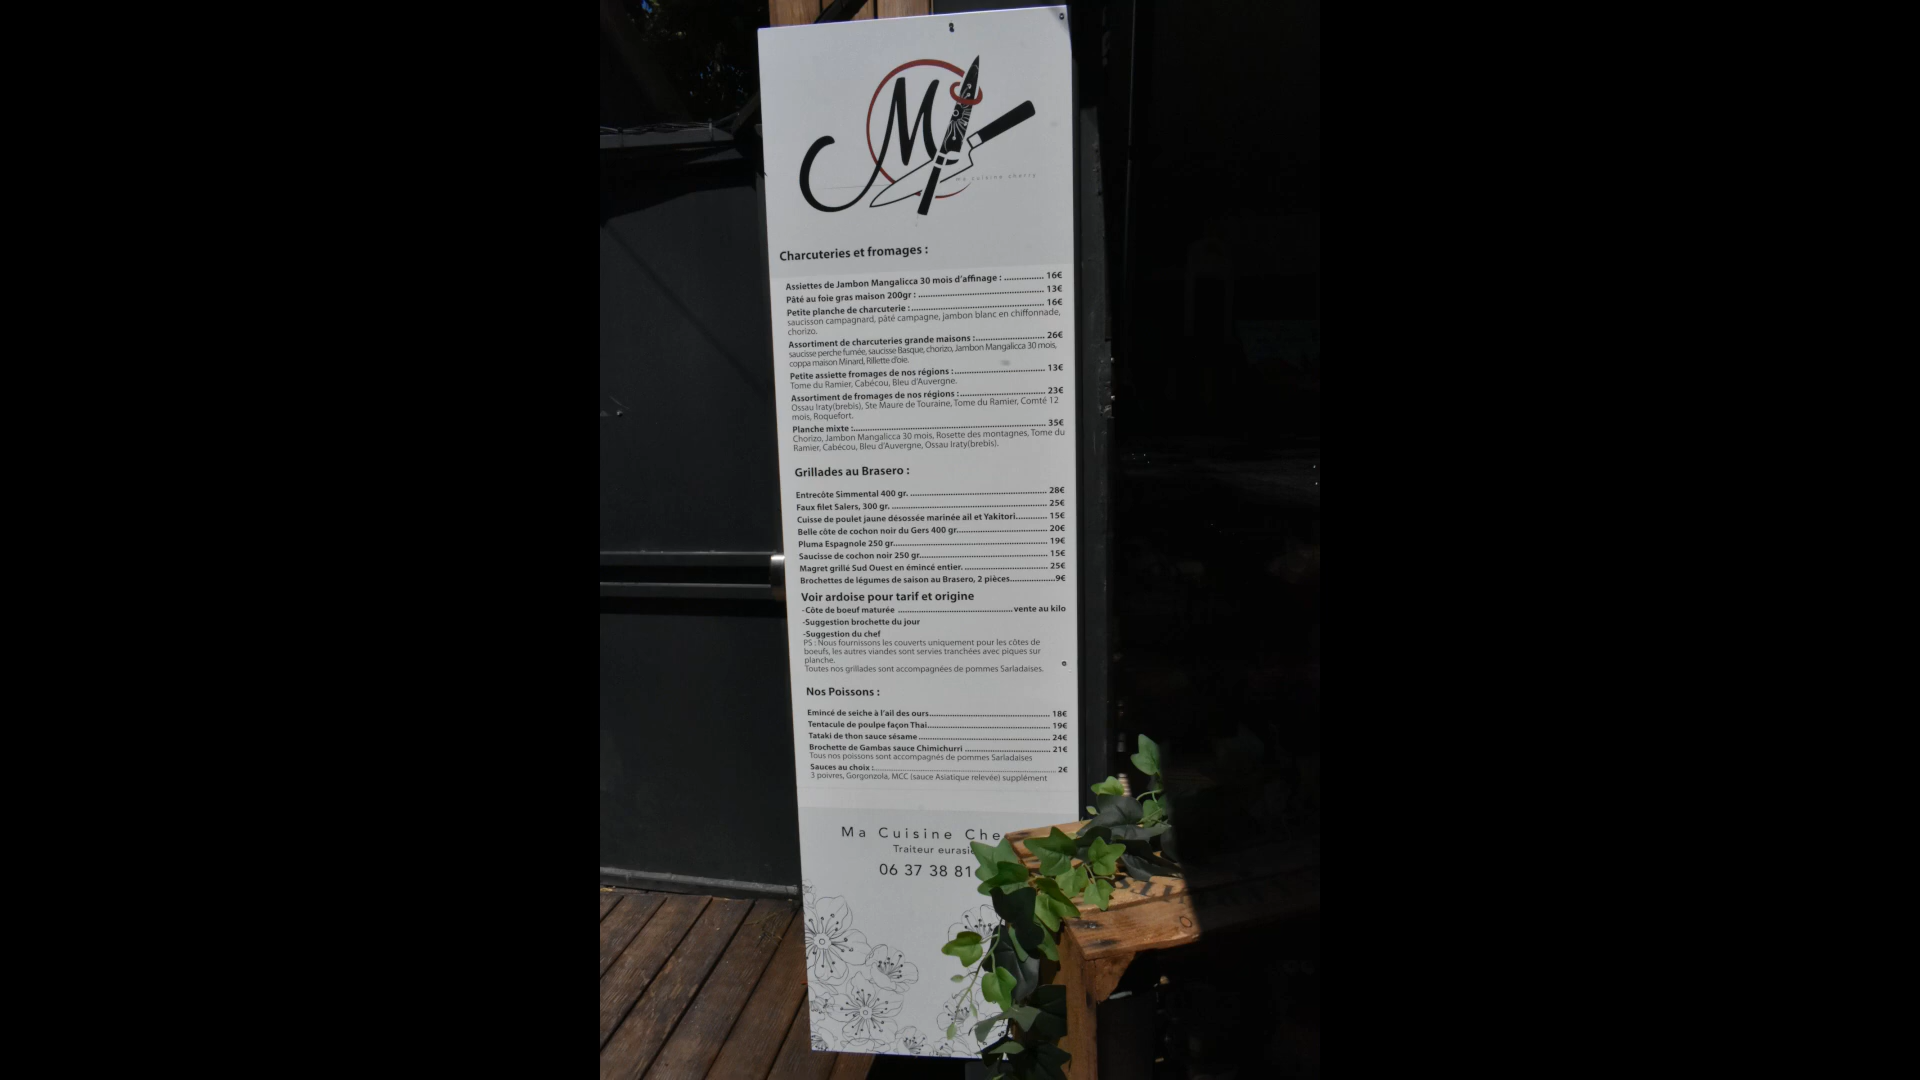 CM
ma cuisine cherry
Charcuteries et fromages :
Assiettes de Jambon Mangalicca 30 mois d'affinage : ................ 16€
Pâté au foie gras maison 200gr : ................ 13€
Petite planche de charcuterie : ................ 16€
saucisson campagnard, pâté campagne, jambon blanc en chiffonnade,
chorizo.
Assortiment de charcuteries grande maisons : ................ 26€
saucisse perche fumée, saucisse Basque, chorizo, Jambon Mangalicca 30 mois,
coppa maison Minard, Rillette d'oie.
Petite assiette fromages de nos régions : ................ 13€
Tome du Ramier, Cabécou, Bleu d'Auvergne.
Assortiment de fromages de nos régions : ................ 23€
Ossau Iraty(brebis), Ste Maure de Touraine, Tome du Ramier, Comté 12
mois, Roquefort.
Planche mixte : ................ 35€
Chorizo, Jambon Mangalicca 30 mois, Rosette des montagnes, Tome du
Ramier, Cabécou, Bleu d'Auvergne, Ossau Iraty(brebis).
Grillades au Brasero :
Entrecôte Simmental 400 gr. ................ 28€
Faux filet Salers, 300 gr. ................ 25€
Cuisse de poulet jaune désossée marinée ail et Yakitori............. 15€
Belle côte de cochon noir du Gers 400 gr................ 20€
Pluma Espagnole 250 gr................ 19€
Saucisse de cochon noir 250 gr................ 15€
Magret grillé Sud Ouest en émincé entier. ................ 25€
Brochettes de légumes de saison au Brasero, 2 pièces................9€
Voir ardoise pour tarif et origine
-Côte de boeuf maturée ................ vente au kilo
-Suggestion brochette du jour
-Suggestion du chef
PS : Nous fournissons les couverts uniquement pour les côtes de
boeufs, les autres viandes sont servies tranchées avec piques sur
planche.
Toutes nos grillades sont accompagnées de pommes Sarladaises.
Nos Poissons :
Emincé de seiche à l'ail des ours................ 18€
Tentacule de poulpe façon Thai................ 19€
Tataki de thon sauce sésame ................ 24€
Brochette de Gambas sauce Chimichurri ................ 21€
Tous nos poissons sont accompagnés de pommes Sarladaises
Sauces au choix :................ 2€
3 poivres, Gorgonzola, MCC (sauce Asiatique relevée) supplément
Ma Cuisine Che
Traiteur eurasi
06 37 38 81